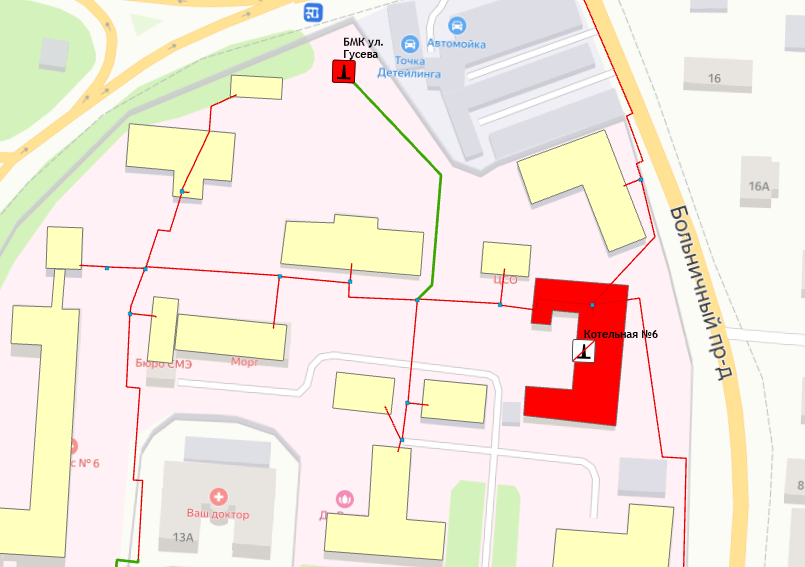 БМК ул.
Гусева
Автомойка
Точка
Детейлинга
16
16А
Больничный пр-д
ЦСО
Котельная №6
Морг
Бюро СМЭ
с № 6
Ваш доктор
13А
8